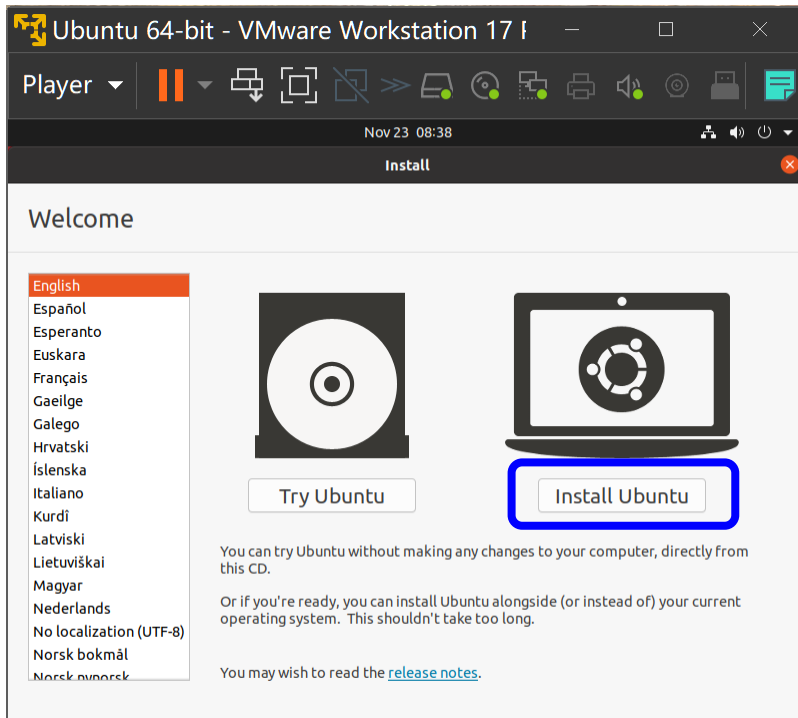 Ubuntu 64-bit - VMware Workstation 17
Player
Nov 23 08:38
Install
Welcome
English
Español
Esperanto
Euskara
Français
Gaeilge
Galego
Hrvatski
Íslenska
Italiano
Kurdî
Latviski
Lietuviškai
Magyar
Nederlands
No localization (UTF-8)
Norsk bokmål
Norsk nynorsk
Try Ubuntu
Install Ubuntu
You can try Ubuntu without making any changes to your computer, directly from
this CD.
Or if you're ready, you can install Ubuntu alongside (or instead of) your current
operating system. This shouldn't take too long.
You may wish to read the release notes.